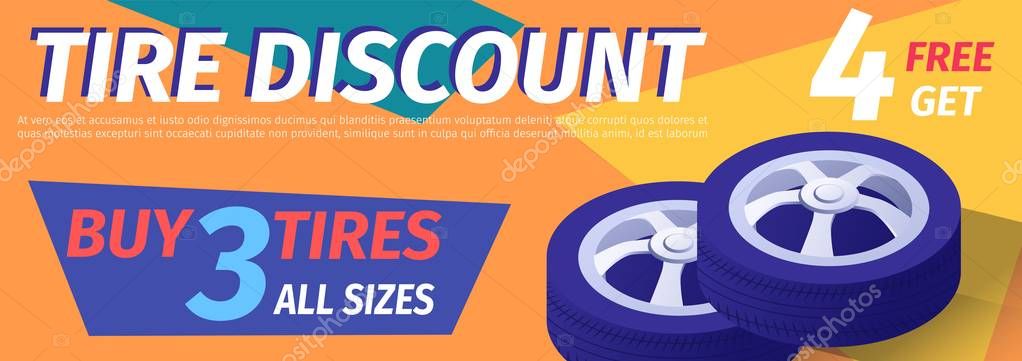 TIRE DISCOUNT
At vero eos et accusamus et iusto odio dignissimos ducimus qui blanditiis praesentium voluptatum deleniti atque corrupti quos dolores et
quas molestias excepturi sint occaecati cupiditate non provident, similique sunt in culpa qui officia deserunt mollitia animi, id est laborum
4 FREE
GET
BUY 3 TIRES
ALL SIZES
depositphotos